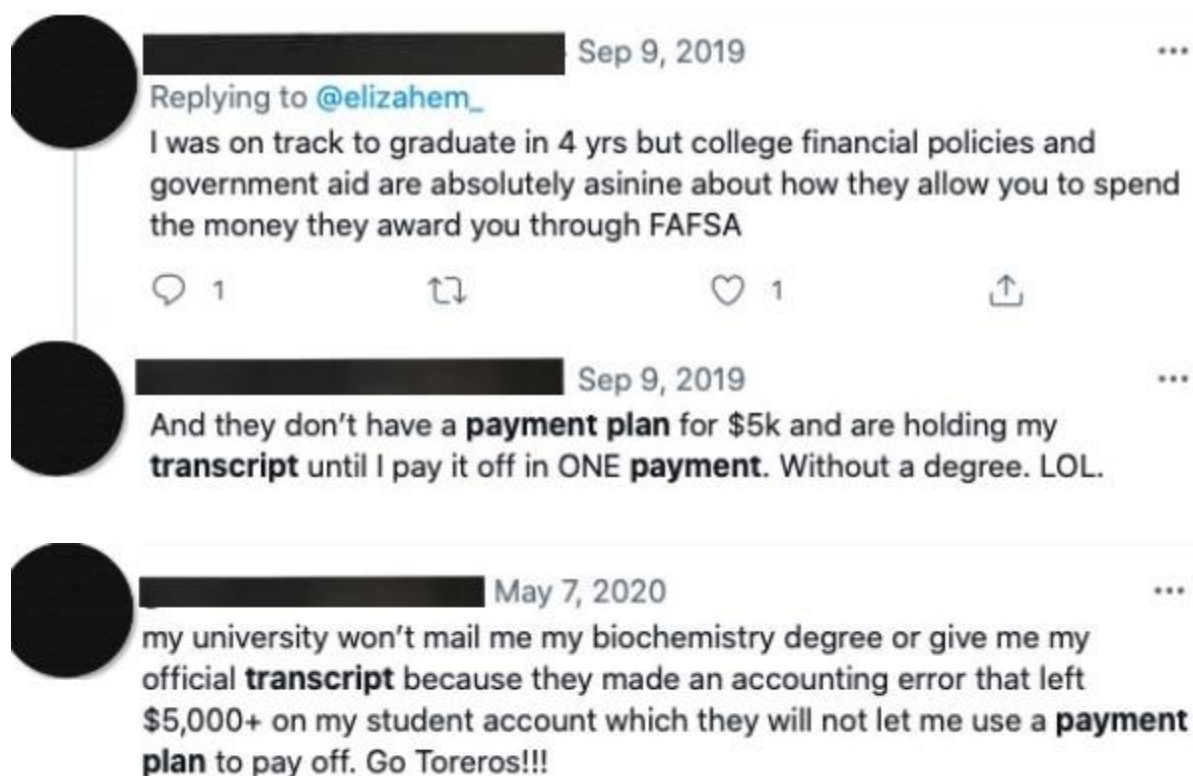 Sep 9, 2019
Replying to @elizahem_
I was on track to graduate in 4 yrs but college financial policies and
government aid are absolutely asinine about how they allow you to spend
the money they award you through FAFSA
1 1
Sep 9, 2019
And they don't have a payment plan for $5k and are holding my
transcript until I pay it off in ONE payment. Without a degree. LOL.
May 7, 2020
my university won't mail me my biochemistry degree or give me my
official transcript because they made an accounting error that left
$5,000+ on my student account which they will not let me use a payment
plan to pay off. Go Toreros!!!